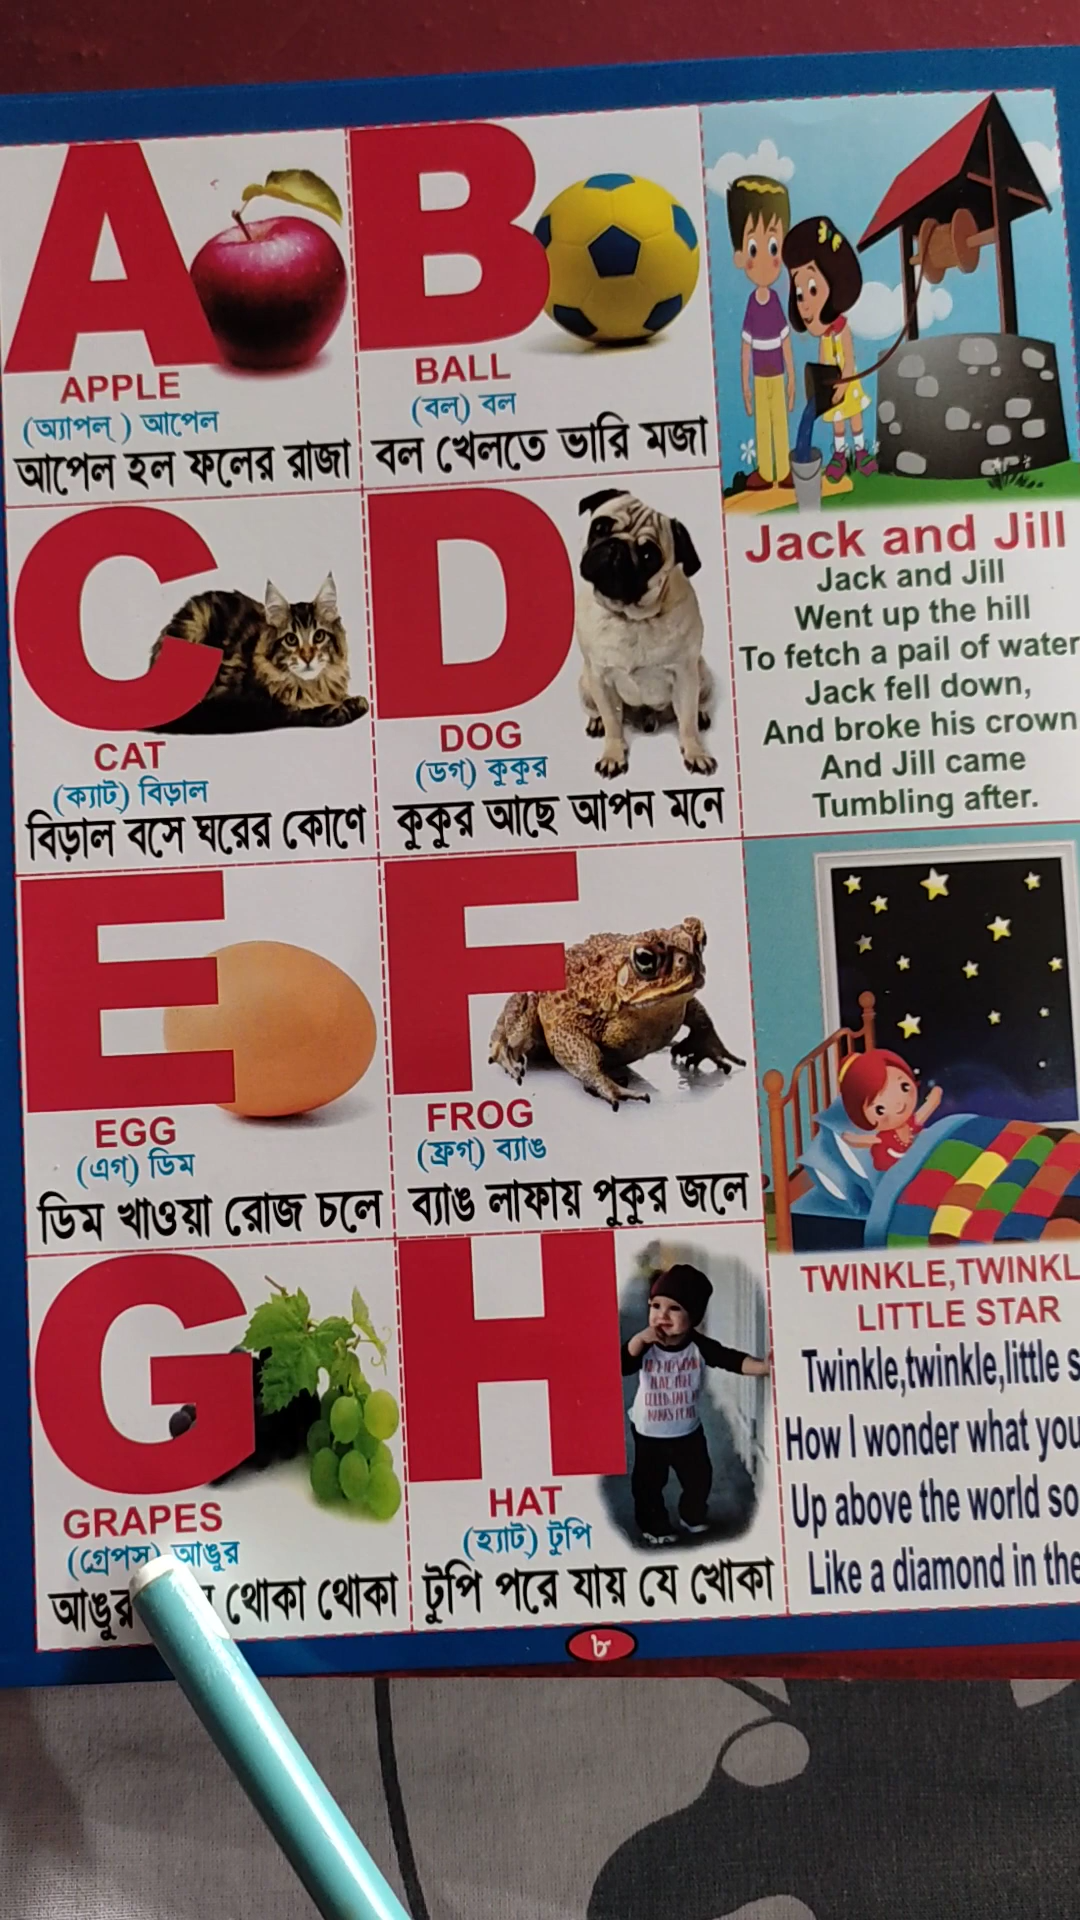 A
APPLE
(অ্যাপল্ ) আপেল
আপেল হল ফলের রাজা
B
BALL
(বল্) বল
বল খেলতে ভারি মজা
C
CAT
(ক্যাট) বিড়াল
বিড়াল বসে ঘরের কোণে
D
DOG
(ডগ্) কুকুর
কুকুর আছে আপন মনে
E
EGG
(এগ্) ডিম
ডিম খাওয়া রোজ চলে
F
FROG
(ফ্রগ্) ব্যাঙ
ব্যাঙ লাফায় পুকুর জলে
G
GRAPES
(গ্রেপস্) আঙুর
আঙুর থোকা থোকা
H
HAT
(হ্যাট) টুপি
টুপি পরে যায় যে খোকা
Jack and Jill
Jack and Jill
Went up the hill
To fetch a pail of water
Jack fell down,
And broke his crown
And Jill came
Tumbling after.
TWINKLE,TWINKL
LITTLE STAR
Twinkle,twinkle,little s
How I wonder what you
Up above the world so
Like a diamond in the
৮